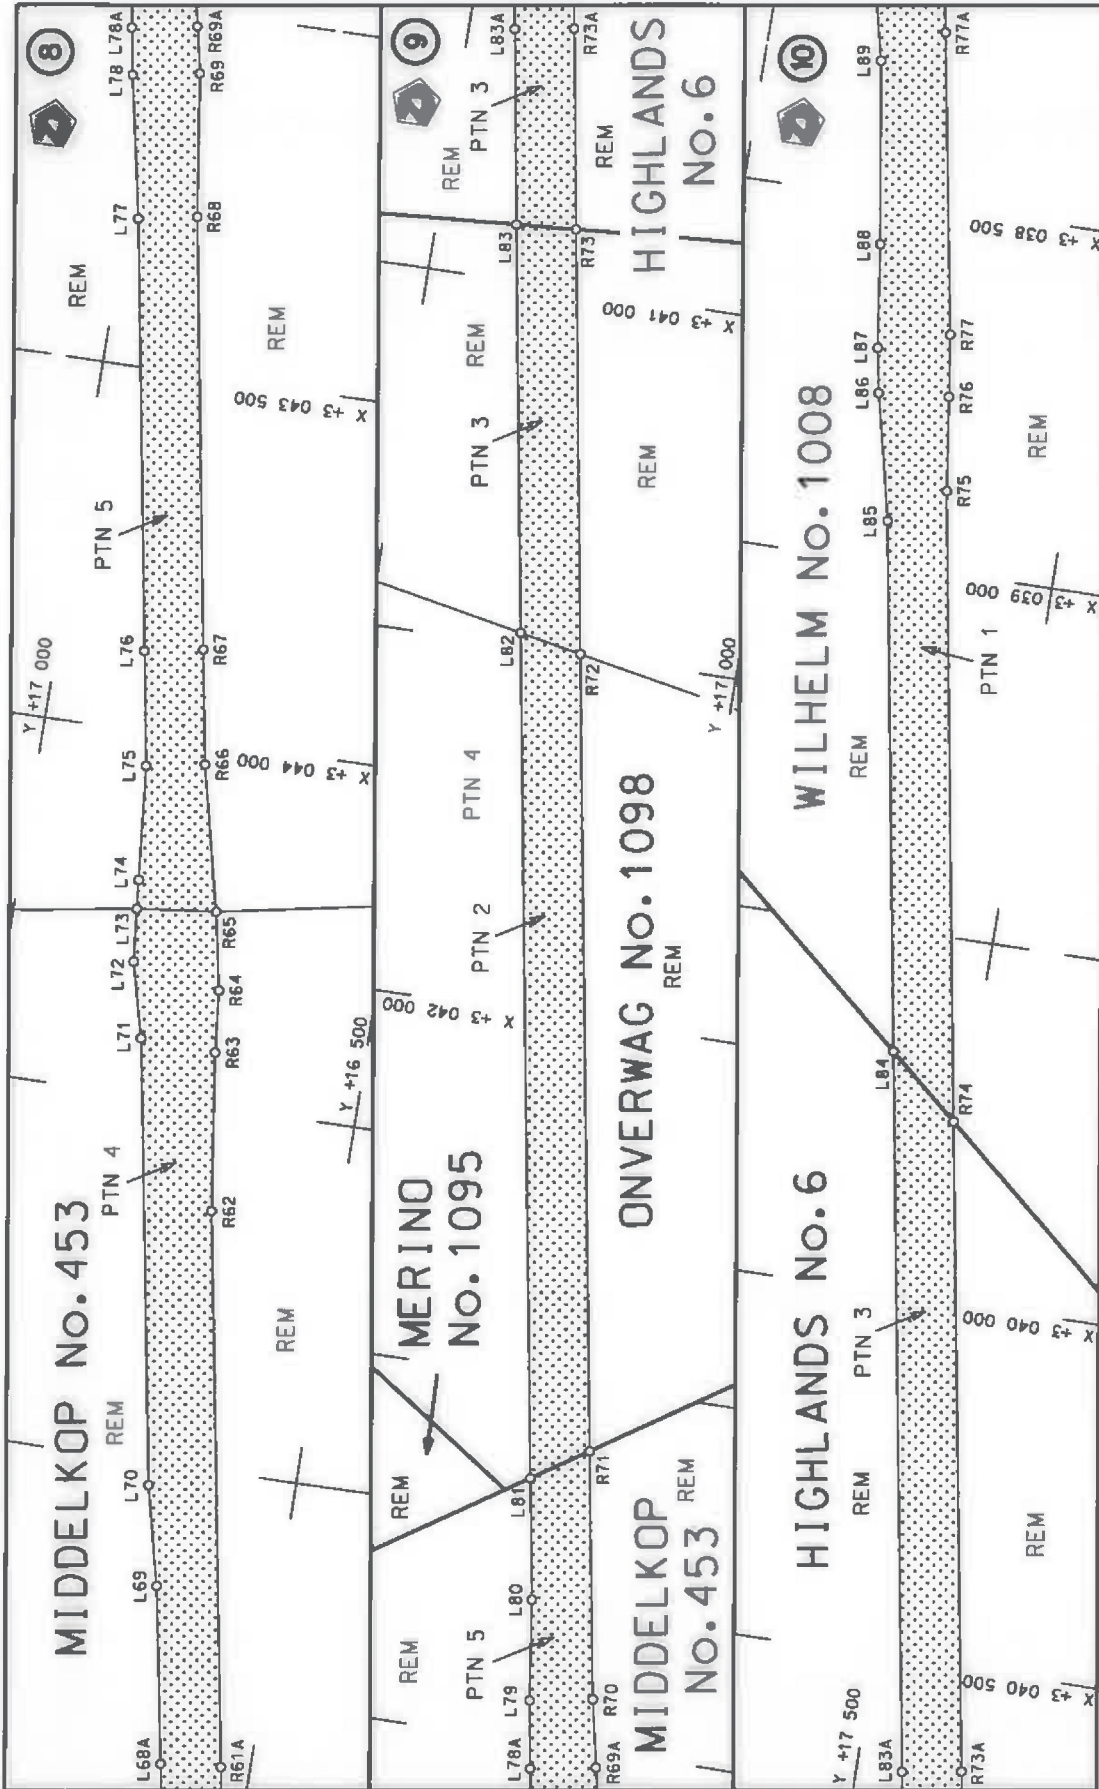 8
L68A
L69
L70
L71
L72
L73
L74
L75
L76
L77
L78
L78A
R61A
R62
R63
R64
R65
R66
R67
R68
R69
R69A
MIDDELKOP No. 453
REM
PTN 4
PTN 5
REM
REM
REM
Y +17 000
Y +16 500
X +3 044 000
X +3 043 500
9
L78A
L79
L80
L81
L82
L83
L83A
R69A
R70
R71
R72
R73
R73A
REM
PTN 5
REM
MERINO
No. 1095
MIDDELKOP
No. 453
REM
X +3 042 000
PTN 2
PTN 4
ONVERWAG No. 1098
REM
Y +17 000
PTN 3
REM
REM
X +3 041 000
REM
PTN 3
REM
HIGHLANDS
No. 6
10
L83A
L84
L85
L86
L87
L88
L89
R73A
R74
R75
R76
R77
R77A
Y +17 500
HIGHLANDS No. 6
REM
PTN 3
REM
X +3 040 500
X +3 040 000
WILHELM No. 1008
REM
PTN 1
REM
X +3 039 000
X +3 038 500